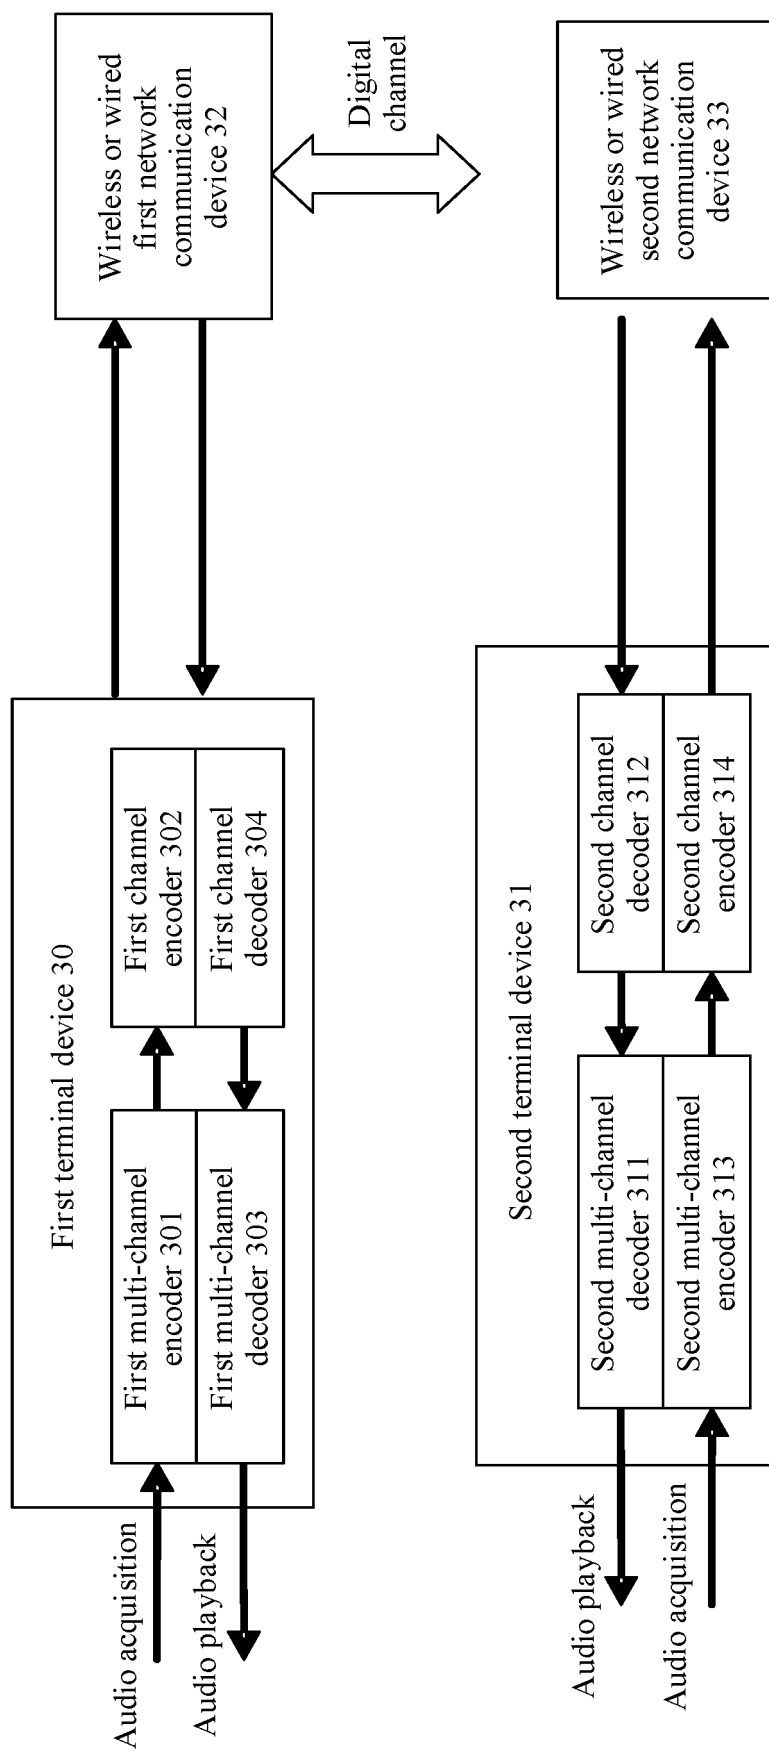 First terminal device 30
Audio acquisition
First multi-channel
encoder 301
First channel
encoder 302
Audio playback
First multi-channel
decoder 303
First channel
decoder 304
Wireless or wired
first network
communication
device 32
Digital
channel
Second terminal device 31
Audio playback
Second multi-channel
decoder 311
Second channel
decoder 312
Audio acquisition
Second multi-channel
encoder 313
Second channel
encoder 314
Wireless or wired
second network
communication
device 33